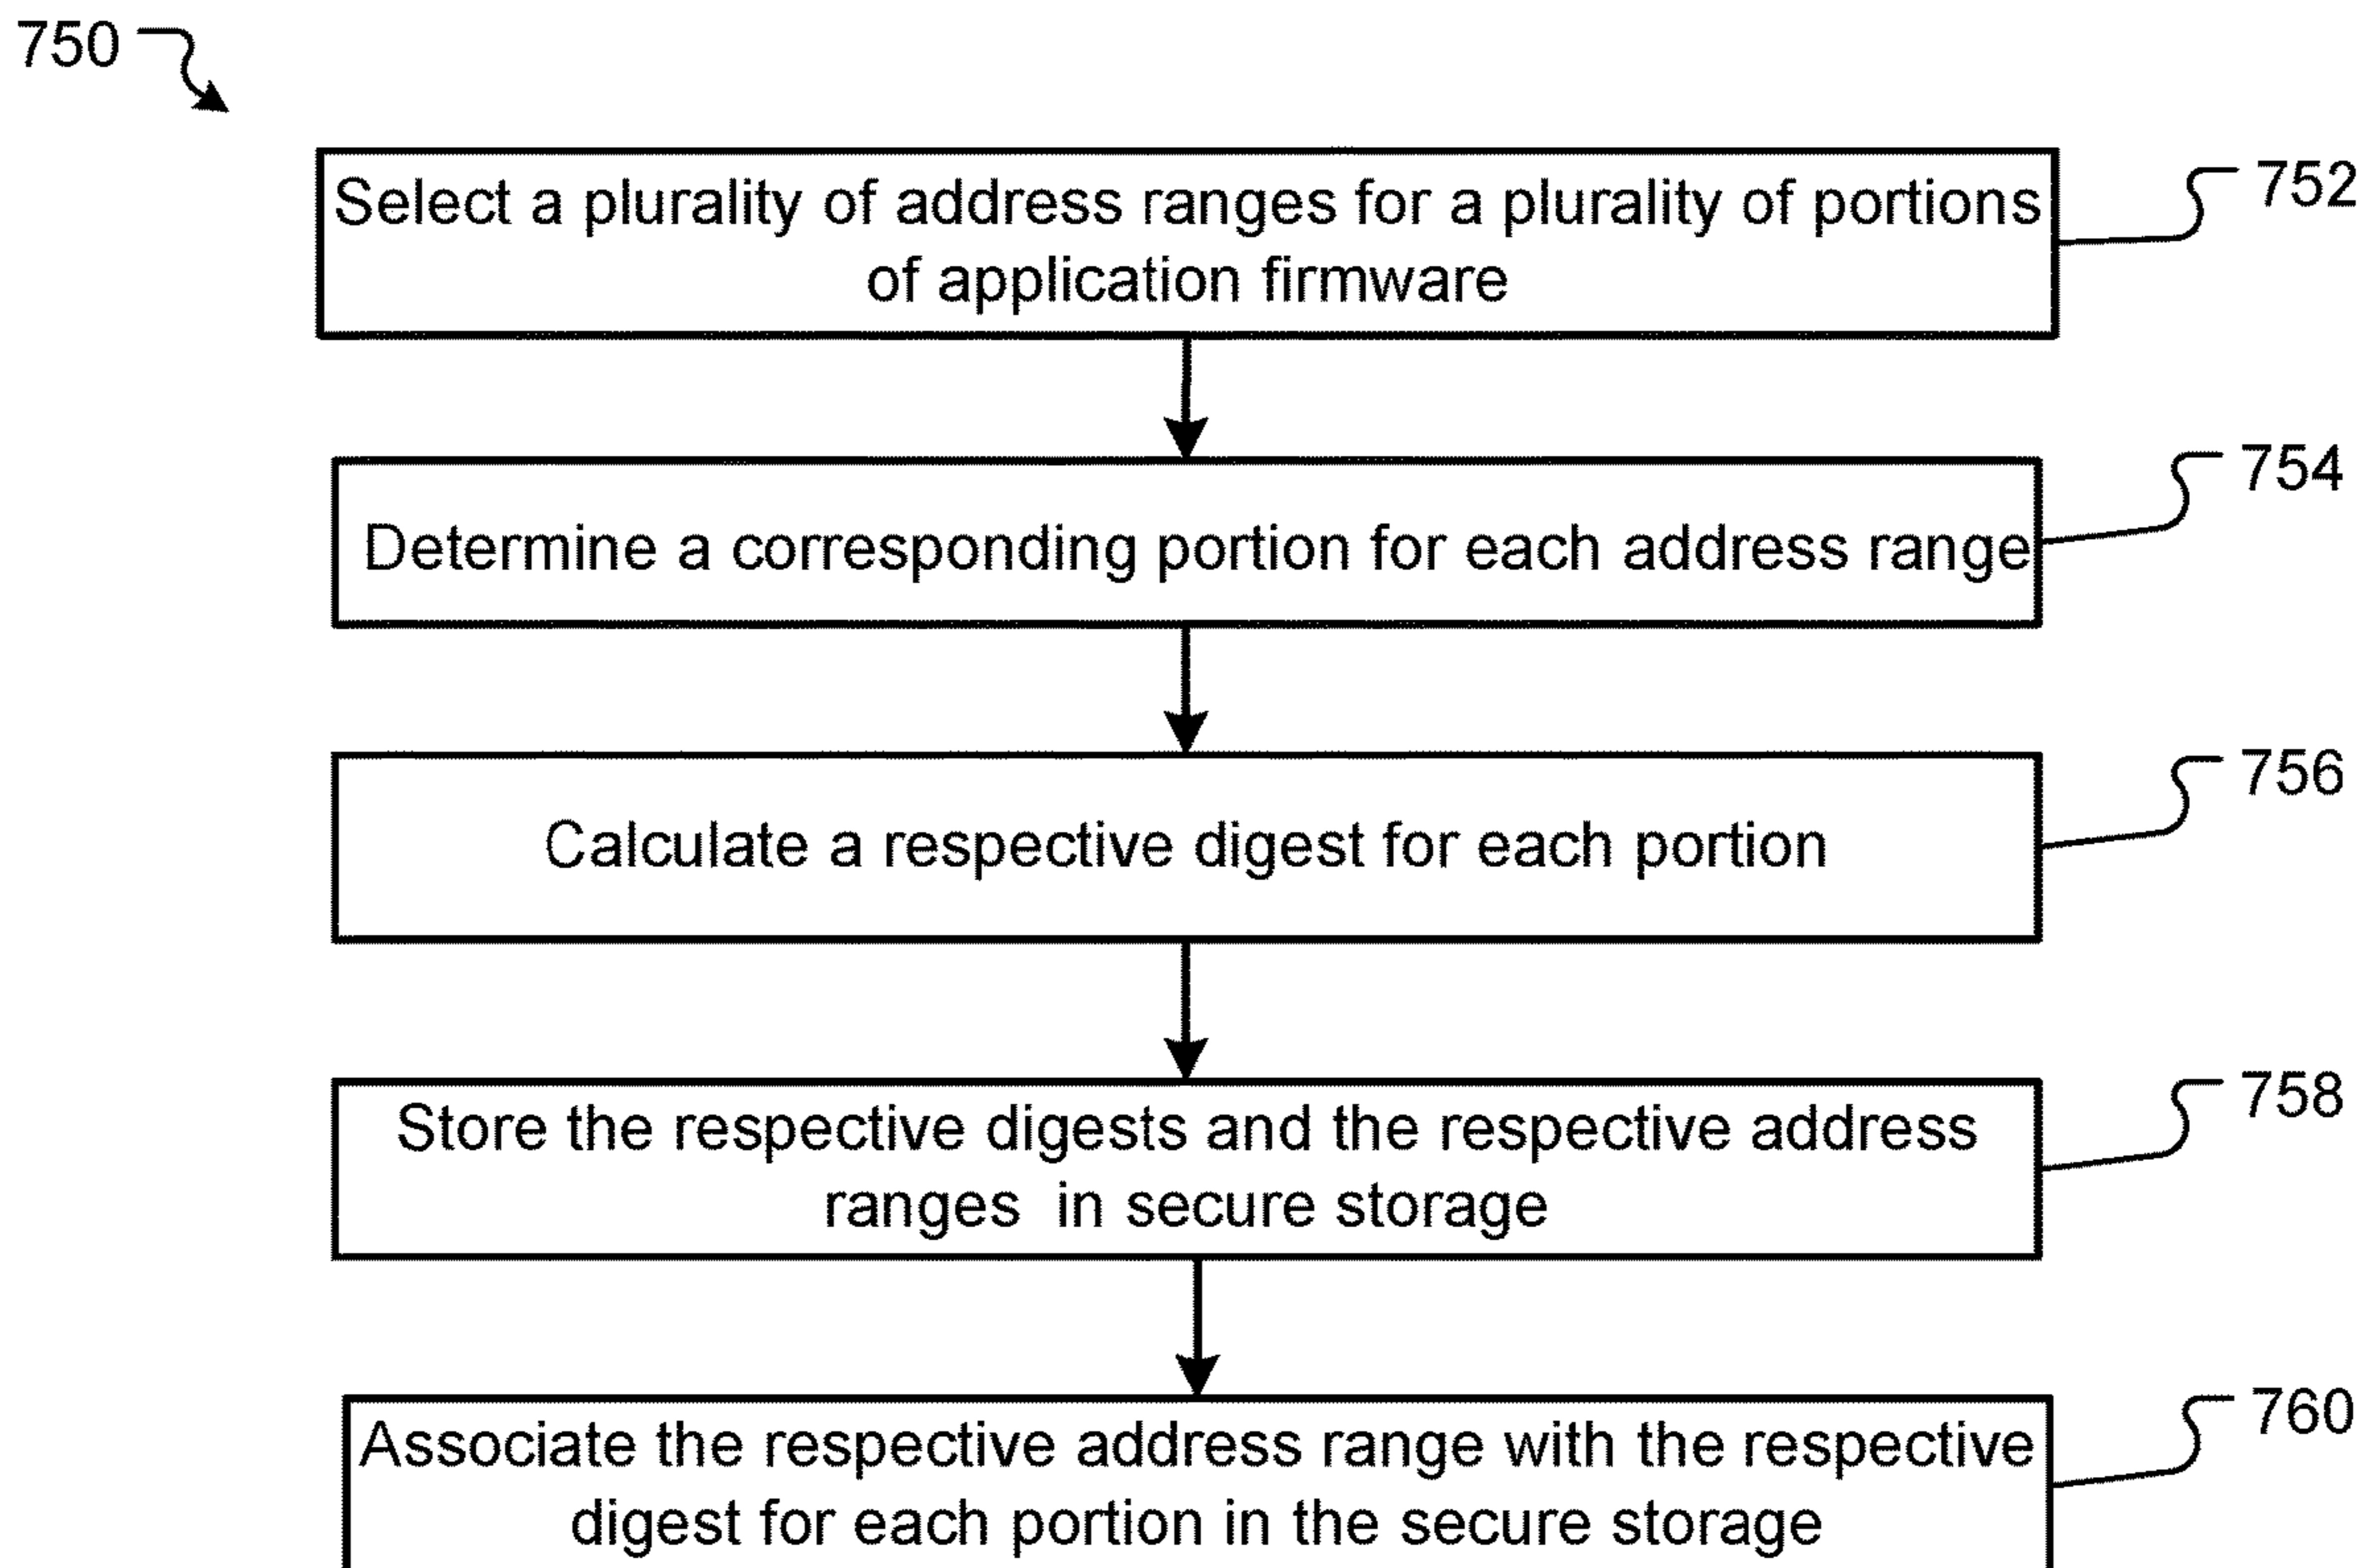 750
Select a plurality of address ranges for a plurality of portions
of application firmware
752
Determine a corresponding portion for each address range
754
Calculate a respective digest for each portion
756
Store the respective digests and the respective address
ranges  in secure storage
758
Associate the respective address range with the respective
digest for each portion in the secure storage
760